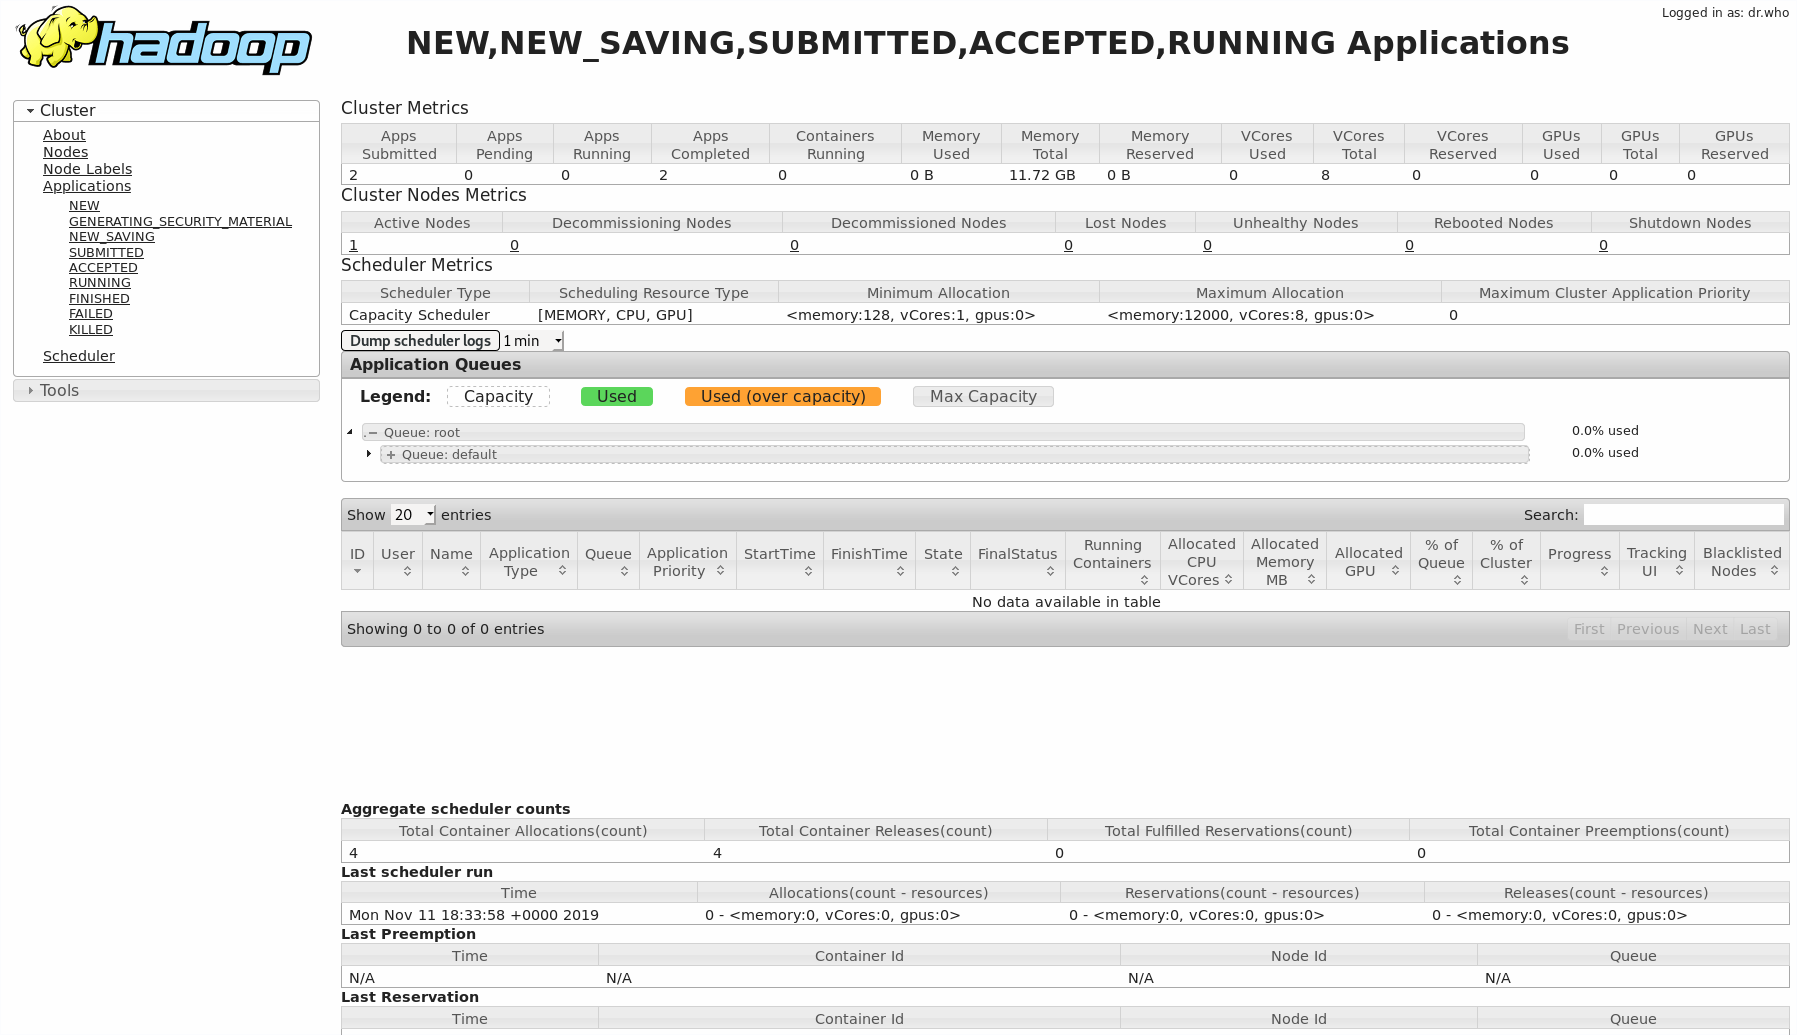 Logged in as: dr.who
hadoop
NEW,NEW_SAVING,SUBMITTED,ACCEPTED,RUNNING Applications
Cluster
About
Nodes
Node Labels
Applications
NEW
GENERATING_SECURITY_MATERIAL
NEW_SAVING
SUBMITTED
ACCEPTED
RUNNING
FINISHED
FAILED
KILLED
Scheduler
Tools
Cluster Metrics
Apps Submitted Apps Pending Apps Running Apps Completed Containers Running Memory Used Memory Total Memory Reserved VCores Used VCores Total VCores Reserved GPUs Used GPUs Total GPUs Reserved
2 0 0 2 0 0 B 11.72 GB 0 B 0 8 0 0 0 0
Cluster Nodes Metrics
Active Nodes Decommissioning Nodes Decommissioned Nodes Lost Nodes Unhealthy Nodes Rebooted Nodes Shutdown Nodes
1 0 0 0 0 0 0
Scheduler Metrics
Scheduler Type Scheduling Resource Type Minimum Allocation Maximum Allocation Maximum Cluster Application Priority
Capacity Scheduler [MEMORY, CPU, GPU] <memory:128, vCores:1, gpus:0> <memory:12000, vCores:8, gpus:0> 0
Dump scheduler logs 1 min
Application Queues
Legend: Capacity Used Used (over capacity) Max Capacity
− Queue: root 0.0% used
+ Queue: default 0.0% used
Show 20 entries Search:
ID User Name Application Type Queue Application Priority StartTime FinishTime State FinalStatus Running Containers Allocated CPU VCores Allocated Memory MB Allocated GPU % of Queue % of Cluster Progress Tracking UI Blacklisted Nodes
No data available in table
Showing 0 to 0 of 0 entries First Previous Next Last
Aggregate scheduler counts
Total Container Allocations(count) Total Container Releases(count) Total Fulfilled Reservations(count) Total Container Preemptions(count)
4 4 0 0
Last scheduler run
Time Allocations(count - resources) Reservations(count - resources) Releases(count - resources)
Mon Nov 11 18:33:58 +0000 2019 0 - <memory:0, vCores:0, gpus:0> 0 - <memory:0, vCores:0, gpus:0> 0 - <memory:0, vCores:0, gpus:0>
Last Preemption
Time Container Id Node Id Queue
N/A N/A N/A N/A
Last Reservation
Time Container Id Node Id Queue